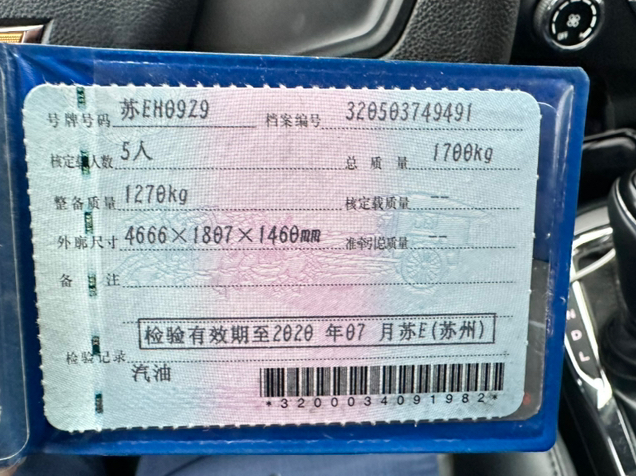 号牌号码 苏EH09Z9 档案编号 320503749491
核定载人数 5人 总质量 1700kg
整备质量 1270kg 核定载质量 --
外廓尺寸 4666×1807×1460mm 准牵引总质量 --
备注
检验有效期至2020 年07 月苏E(苏州)
检验记录
汽油
*3200034091982*
N
D
L